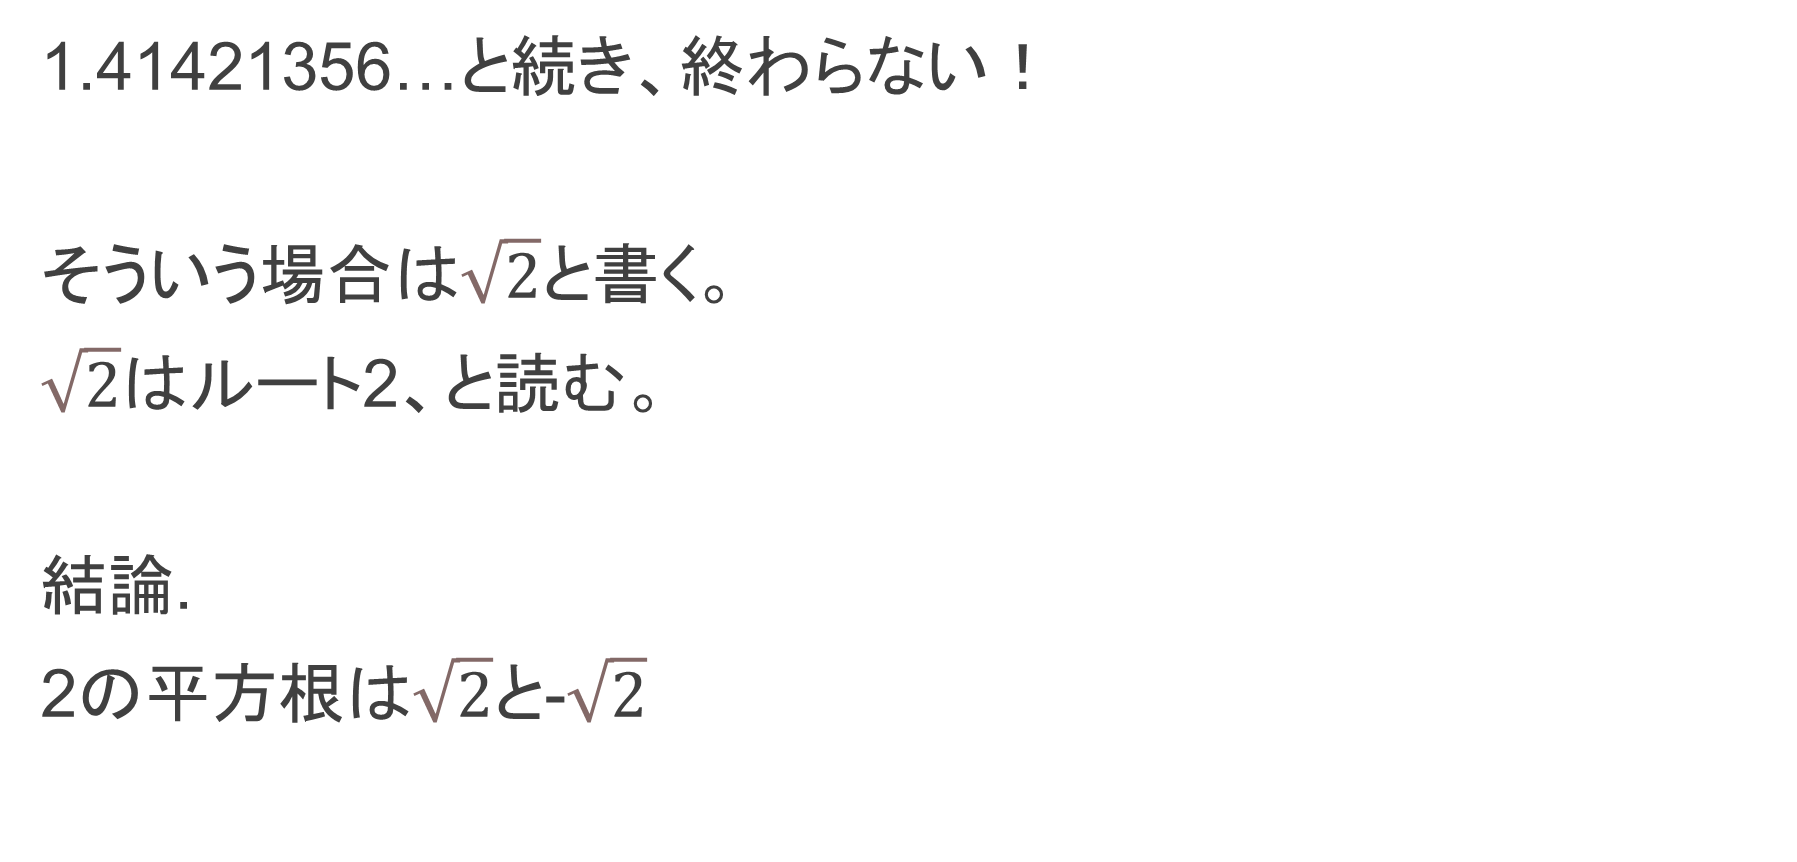 1.41421356…と続き、終わらない！
そういう場合は√2と書く。
√2はルート2、と読む。
結論.
2の平方根は√2と-√2